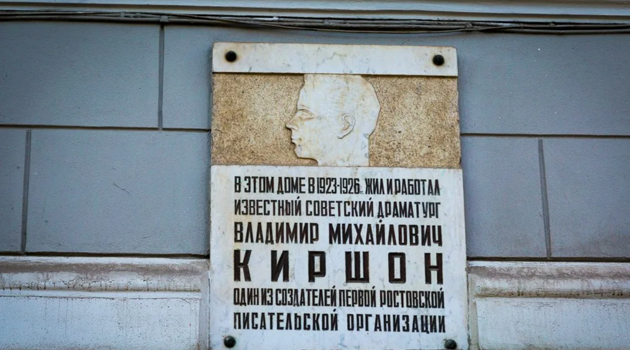 В ЭТОМ ДОМЕ В 1923-1926 ЖИЛ И РАБОТАЛ
ИЗВЕСТНЫЙ СОВЕТСКИЙ ДРАМАТУРГ
ВЛАДИМИР МИХАЙЛОВИЧ
КИРШОН
ОДИН ИЗ СОЗДАТЕЛЕЙ ПЕРВОЙ РОСТОВСКОЙ
ПИСАТЕЛЬСКОЙ ОРГАНИЗАЦИИ